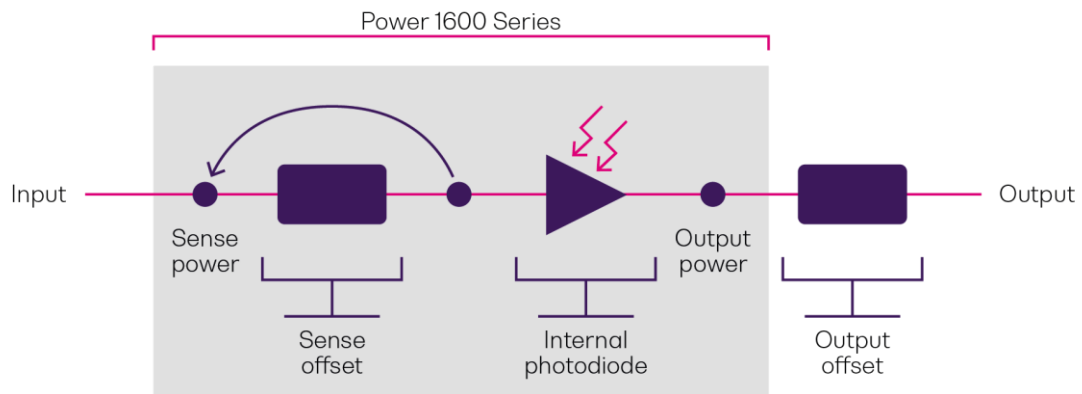 Power 1600 Series
Input
Output
Sense
power
Output
power
Sense
offset
Internal
photodiode
Output
offset